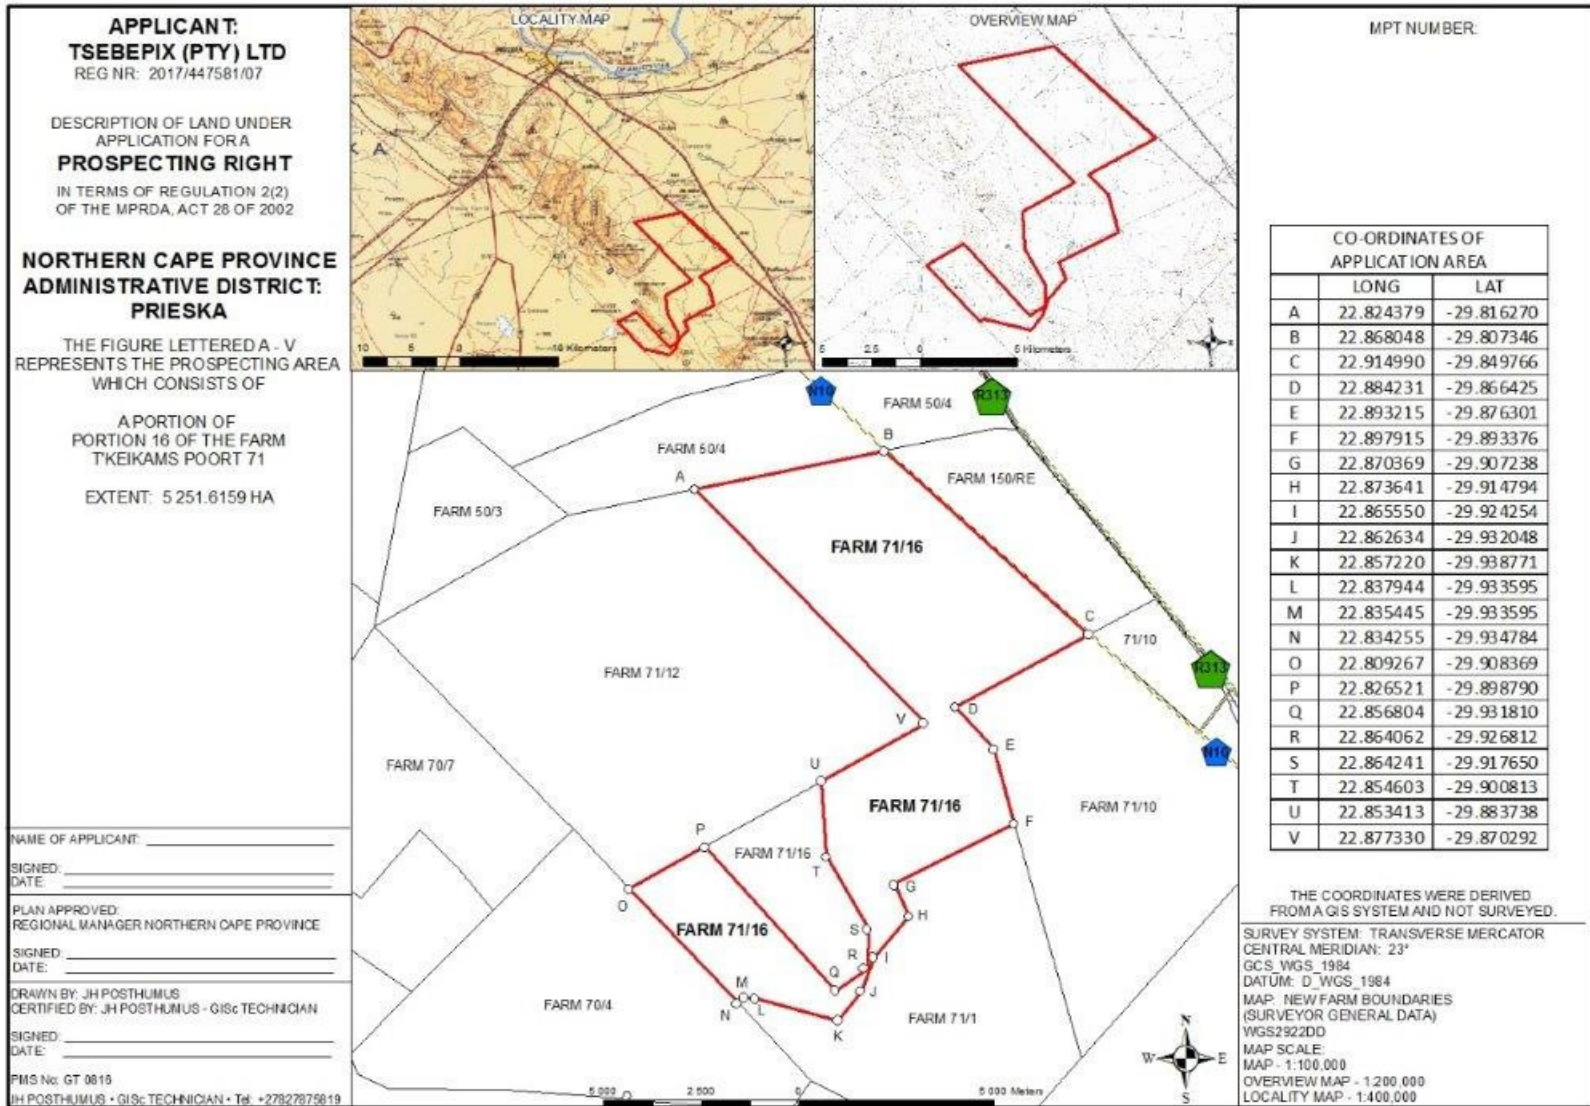 APPLICANT:
TSEBEPIX (PTY) LTD
REG NR: 2017/447581/07
DESCRIPTION OF LAND UNDER
APPLICATION FOR A
PROSPECTING RIGHT
IN TERMS OF REGULATION 2(2)
OF THE MPRDA, ACT 28 OF 2002
NORTHERN CAPE PROVINCE
ADMINISTRATIVE DISTRICT:
PRIESKA
THE FIGURE LETTERED A - V
REPRESENTS THE PROSPECTING AREA
WHICH CONSISTS OF
A PORTION OF
PORTION 16 OF THE FARM
T'KEIKAMS POORT 71
EXTENT: 5 251.6159 HA
NAME OF APPLICANT:
SIGNED:
DATE:
PLAN APPROVED:
REGIONAL MANAGER NORTHERN CAPE PROVINCE
SIGNED:
DATE:
DRAWN BY: JH POSTHUMUS
CERTIFIED BY: JH POSTHUMUS - GISc TECHNICIAN
SIGNED:
DATE:
PMS No: GT 0816
JH POSTHUMUS • GISc TECHNICIAN • Tel: +27827875819
LOCALITY MAP
K A
10 5 0 10 Kilometers
OVERVIEW MAP
5 2.5 0 5 Kilometers
N10
FARM 50/4
R313
B
FARM 50/4
A
FARM 150/RE
FARM 50/3
FARM 71/16
C
71/10
R313
FARM 71/12
D
V
E
N10
FARM 70/7
U
FARM 71/16
FARM 71/10
F
P
FARM 71/16
T
G
O
H
FARM 71/16
S
R
I
Q
J
M
L
N
FARM 70/4
K
FARM 71/1
N
W
E
S
5 000 2 500 0 5 000 Meters
MPT NUMBER:
CO-ORDINATES OF
APPLICATION AREA
LONG LAT
A 22.824379 -29.816270
B 22.868048 -29.807346
C 22.914990 -29.849766
D 22.884231 -29.866425
E 22.893215 -29.876301
F 22.897915 -29.893376
G 22.870369 -29.907238
H 22.873641 -29.914794
I 22.865550 -29.924254
J 22.862634 -29.932048
K 22.857220 -29.938771
L 22.837944 -29.933595
M 22.835445 -29.933595
N 22.834255 -29.934784
O 22.809267 -29.908369
P 22.826521 -29.898790
Q 22.856804 -29.931810
R 22.864062 -29.926812
S 22.864241 -29.917650
T 22.854603 -29.900813
U 22.853413 -29.883738
V 22.877330 -29.870292
THE COORDINATES WERE DERIVED
FROM A GIS SYSTEM AND NOT SURVEYED.
SURVEY SYSTEM: TRANSVERSE MERCATOR
CENTRAL MERIDIAN: 23°
GCS_WGS_1984
DATUM: D_WGS_1984
MAP: NEW FARM BOUNDARIES
(SURVEYOR GENERAL DATA)
WGS2922DD
MAP SCALE:
MAP - 1:100,000
OVERVIEW MAP - 1:200,000
LOCALITY MAP - 1:400,000